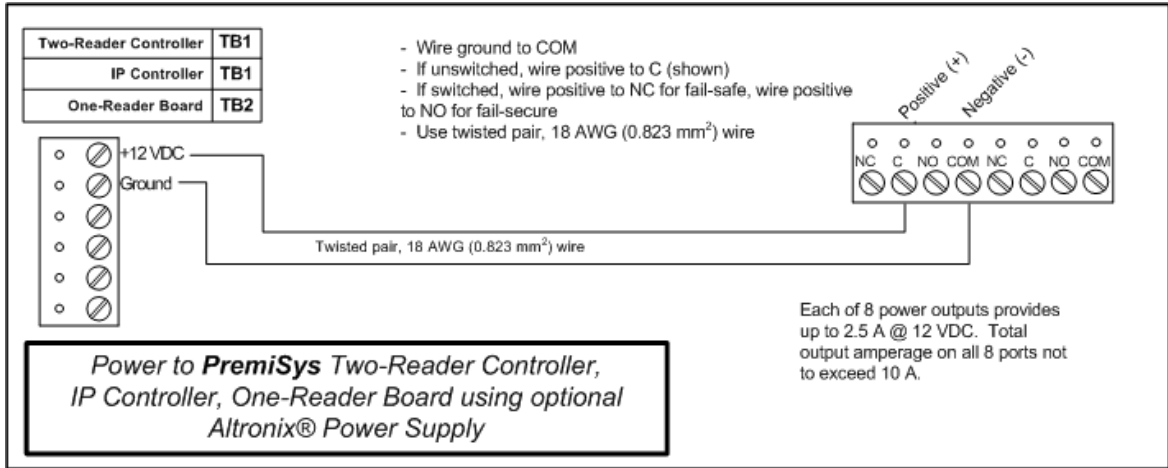 Two-Reader Controller TB1
IP Controller TB1
One-Reader Board TB2
- Wire ground to COM
- If unswitched, wire positive to C (shown)
- If switched, wire positive to NC for fail-safe, wire positive
to NO for fail-secure
- Use twisted pair, 18 AWG (0.823 mm²) wire
Positive (+)
Negative (-)
NC C NO COM NC C NO COM
+12 VDC
Ground
Twisted pair, 18 AWG (0.823 mm²) wire
Each of 8 power outputs provides
up to 2.5 A @ 12 VDC. Total
output amperage on all 8 ports not
to exceed 10 A.
Power to PremiSys Two-Reader Controller,
IP Controller, One-Reader Board using optional
Altronix® Power Supply